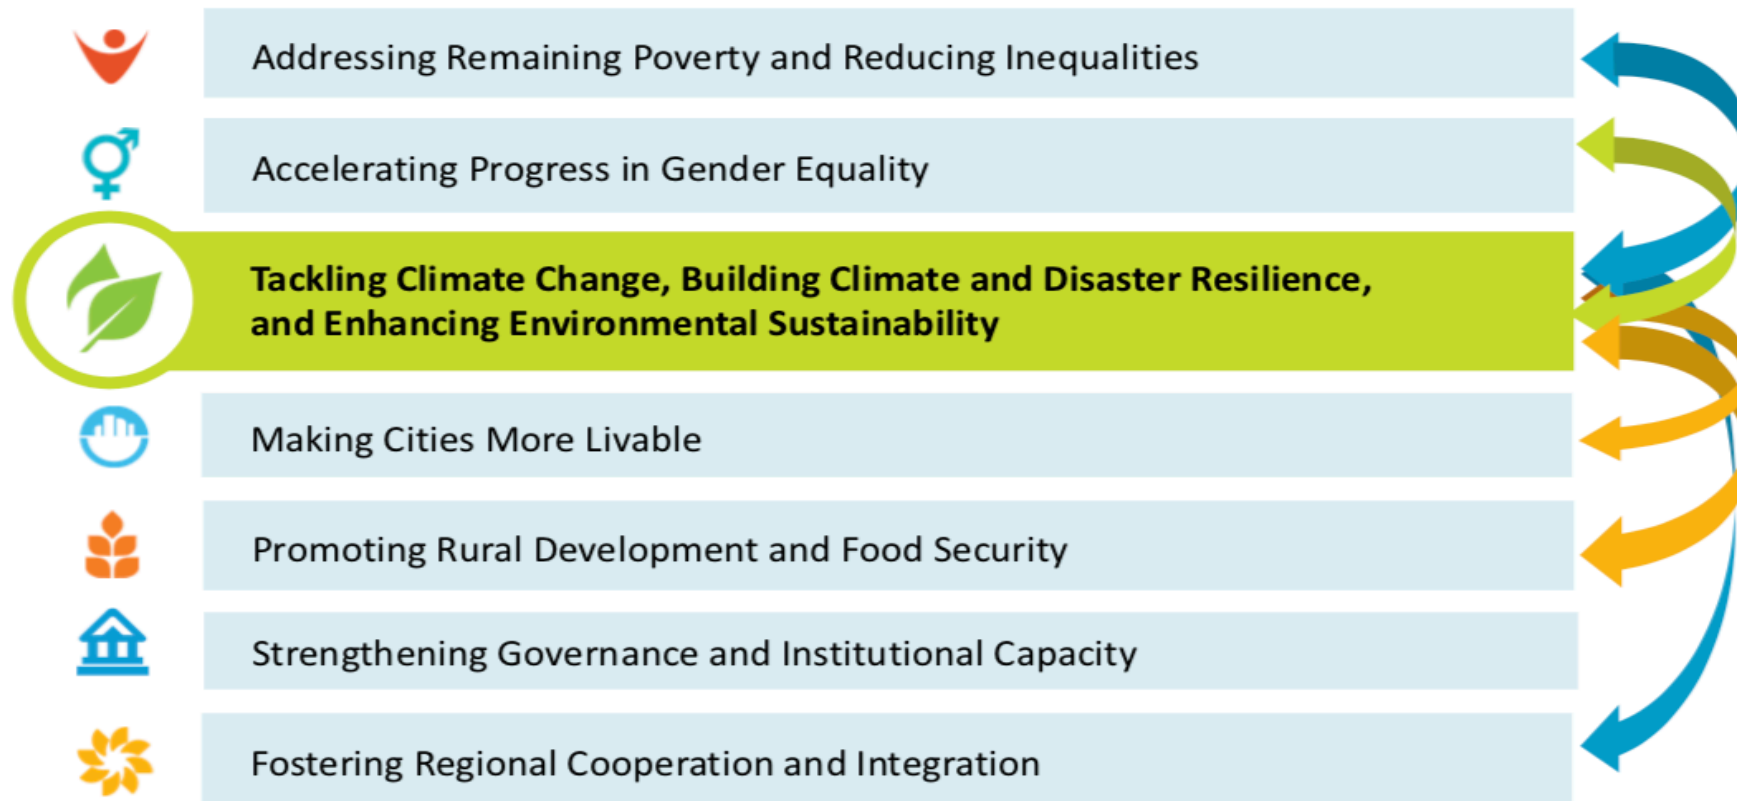 Addressing Remaining Poverty and Reducing Inequalities
Accelerating Progress in Gender Equality
Tackling Climate Change, Building Climate and Disaster Resilience,
and Enhancing Environmental Sustainability
Making Cities More Livable
Promoting Rural Development and Food Security
Strengthening Governance and Institutional Capacity
Fostering Regional Cooperation and Integration